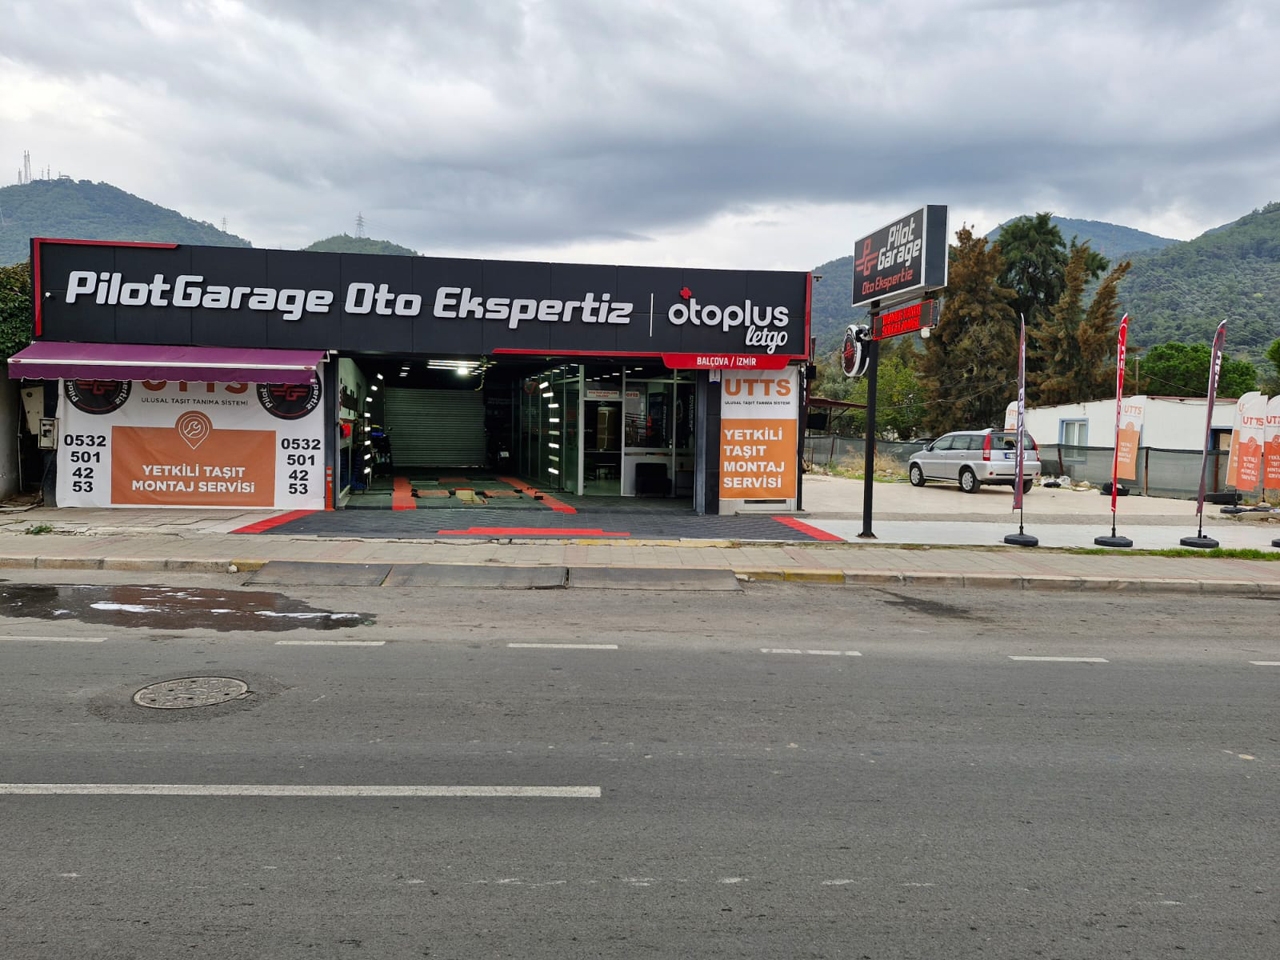 PilotGarage Oto Ekspertiz
otoplus
letgo
BALÇOVA / İZMİR
Pilot
Garage
Oto Ekspertiz
UTTS
ULUSAL TAŞIT TANIMA SİSTEMİ
0532
501
42
53
YETKİLİ TAŞIT
MONTAJ SERVİSİ
0532
501
42
53
UTTS
ULUSAL TAŞIT TANIMA SİSTEMİ
YETKİLİ
TAŞIT
MONTAJ
SERVİSİ
UTTS
UTTS